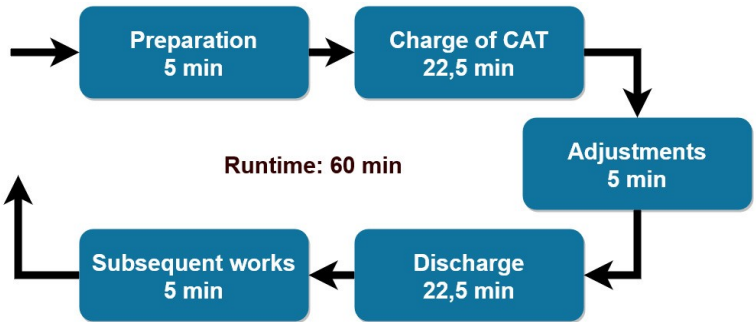 Preparation
5 min
Charge of CAT
22,5 min
Adjustments
5 min
Runtime: 60 min
Discharge
22,5 min
Subsequent works
5 min